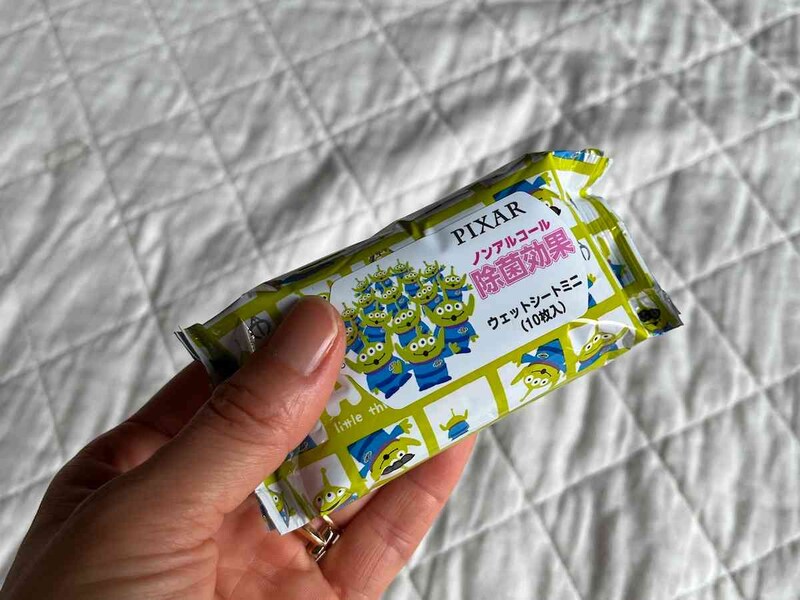 PIXAR
ノンアルコール
除菌効果
ウェットシートミニ
(10枚入)
little